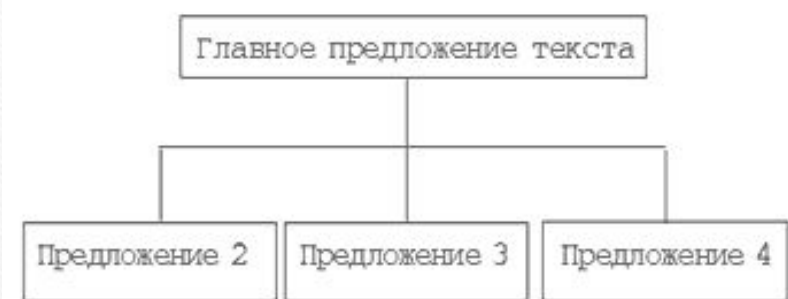 Главное предложение текста
Предложение 2
Предложение 3
Предложение 4